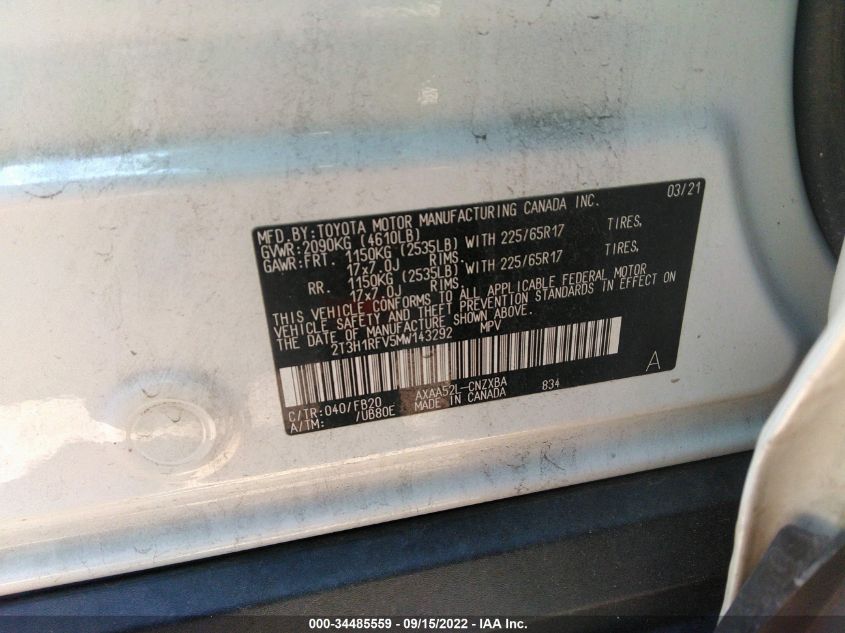 MFD.BY:TOYOTA MOTOR MANUFACTURING CANADA INC. 03/21
GVWR:2090KG (4610LB)
GAWR:FRT. 1150KG (2535LB) WITH 225/65R17 TIRES,
17x7.0J RIMS.
RR. 1150KG (2535LB) WITH 225/65R17 TIRES,
17x7.0J RIMS.
THIS VEHICLE CONFORMS TO ALL APPLICABLE FEDERAL MOTOR
VEHICLE SAFETY AND THEFT PREVENTION STANDARDS IN EFFECT ON
THE DATE OF MANUFACTURE SHOWN ABOVE.
2T3H1RFV5MW143292 MPV
A
C/TR:040/FB20 AXAA52L-CNZXBA 834
A/TM: /UB80E MADE IN CANADA
000-34485559 - 09/15/2022 - IAA Inc.